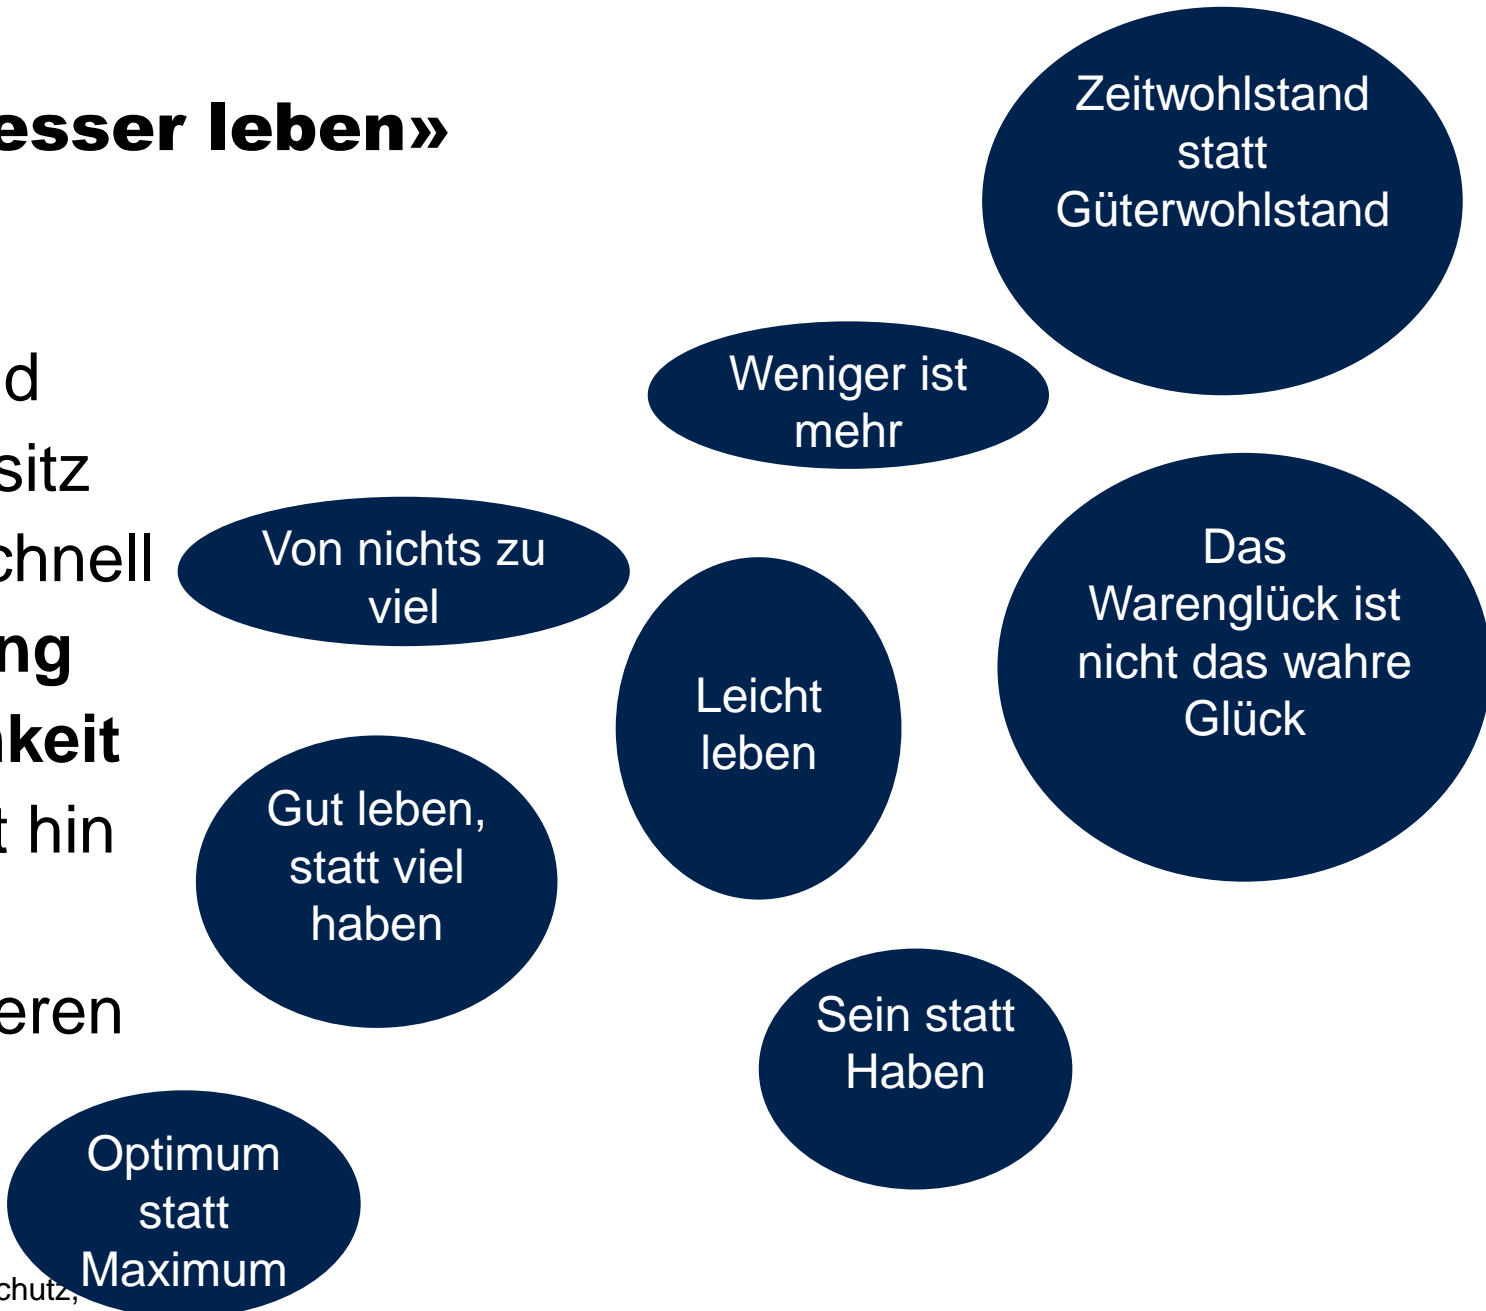 esser leben»
d
sitz
chnell
ng
keit
t hin
eren
Zeitwohlstand
statt
Güterwohlstand
Weniger ist
mehr
Von nichts zu
viel
Das
Warenglück ist
nicht das wahre
Glück
Leicht
leben
Gut leben,
statt viel
haben
Sein statt
Haben
Optimum
statt
Maximum
chutz,